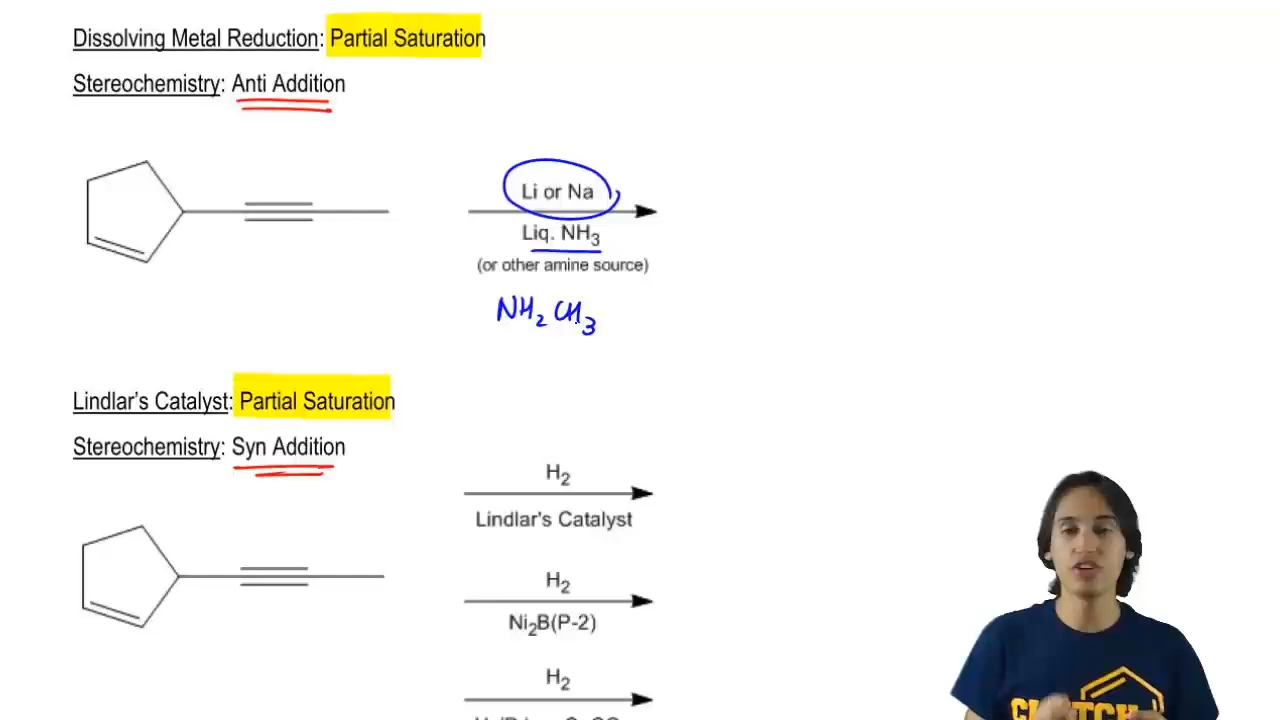 Dissolving Metal Reduction: Partial Saturation
Stereochemistry: Anti Addition
Li or Na
Liq. NH3
(or other amine source)
NH2CH3
Lindlar's Catalyst: Partial Saturation
Stereochemistry: Syn Addition
H2
Lindlar's Catalyst
H2
Ni2B(P-2)
H2
CLUTCH